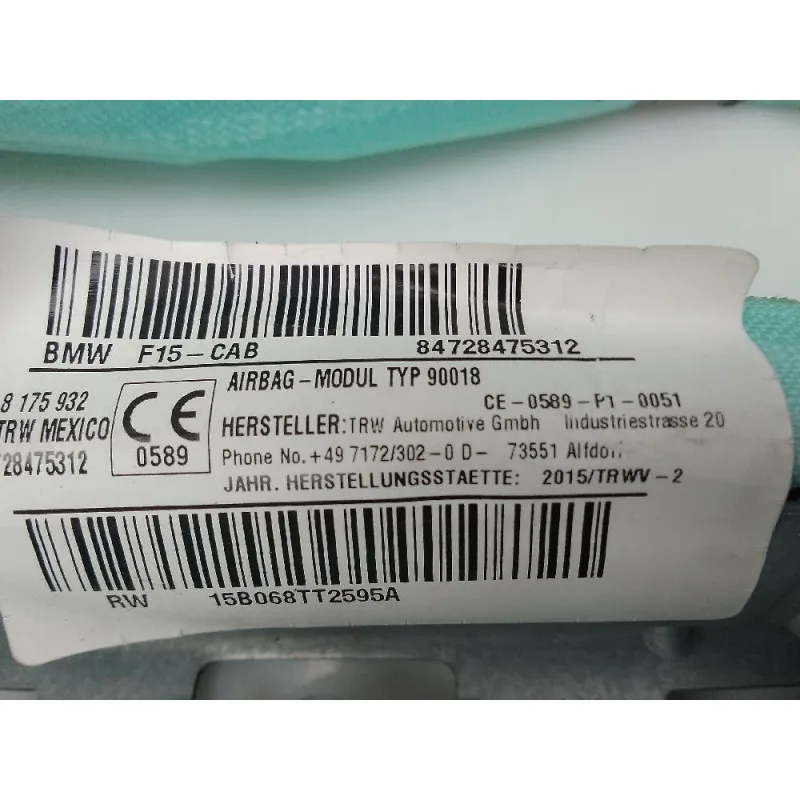 BMW F15-CAB 84728475312
AIRBAG-MODUL TYP 90018
8 175 932
TRW MEXICO
728475312
CE
0589
CE-0589-P1-0051
HERSTELLER:TRW Automotive Gmbh Industriestrasse 20
Phone No.+49 7172/302-0 D- 73551 Alfdorf
JAHR. HERSTELLUNGSSTAETTE: 2015/TRWV-2
RW 15B068TT2595A